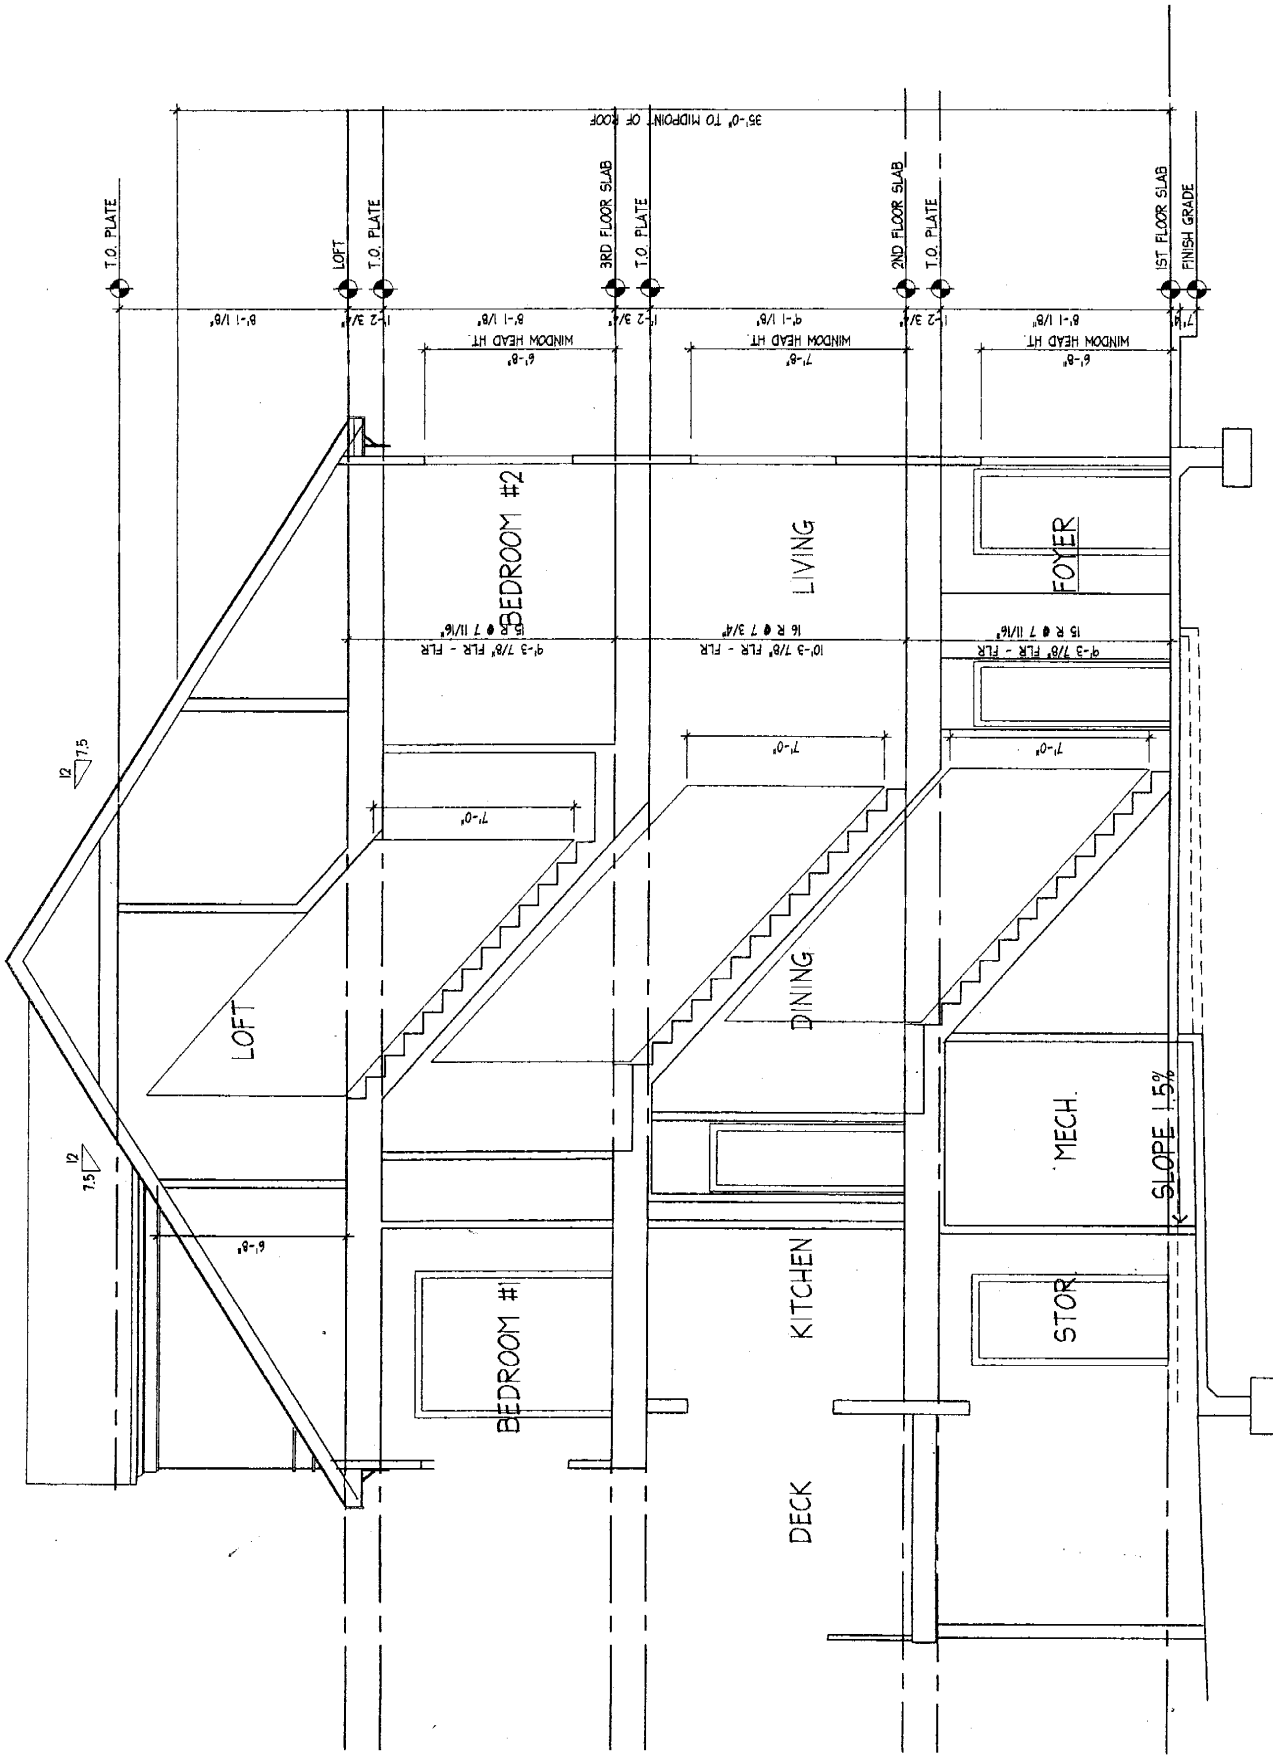 35'-0" TO MIDPOINT OF ROOF
T.O. PLATE
LOFT
T.O. PLATE
3RD FLOOR SLAB
T.O. PLATE
2ND FLOOR SLAB
T.O. PLATE
1ST FLOOR SLAB
FINISH GRADE
8'-1 1/8"
1'-2 3/4"
8'-1 1/8"
1'-2 3/4"
9'-1 1/8"
1'-2 3/4"
8'-1 1/8"
4"
7"
6'-8"
WINDOW HEAD HT.
7'-8"
WINDOW HEAD HT.
6'-8"
WINDOW HEAD HT.
BEDROOM #2
LIVING
FOYER
9'-3 7/8" FLR - FLR
15 R @ 7 11/16"
10'-3 7/8" FLR - FLR
16 R @ 7 3/4"
9'-3 7/8" FLR - FLR
15 R @ 7 11/16"
12
7.5
7'-0"
7'-0"
7'-0"
LOFT
DINING
MECH.
SLOPE 1.5%
12
7.5
6'-8"
BEDROOM #1
KITCHEN
STOR.
DECK